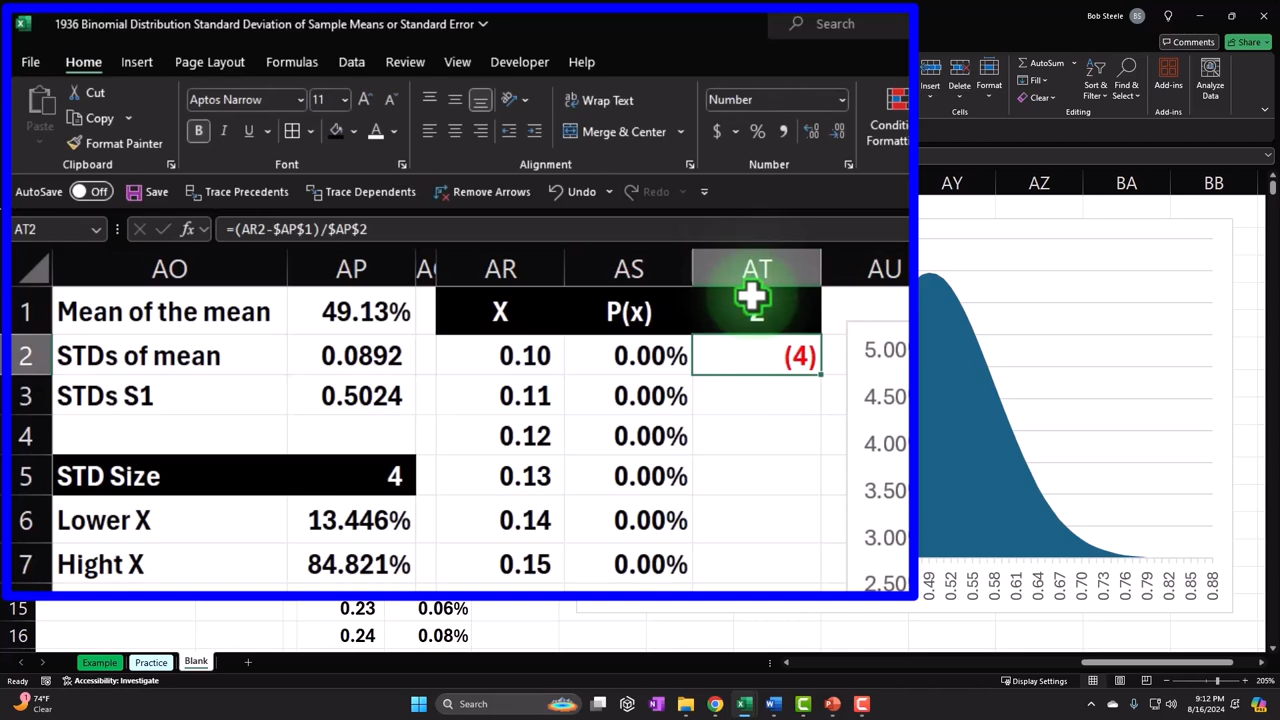 1936 Binomial Distribution Standard Deviation of Sample Means or Standard Error
Search
Bob Steele BS
File Home Insert Page Layout Formulas Data Review View Developer Help
Comments Share
Paste Cut Copy Format Painter
Clipboard
Aptos Narrow 11
B I U A
Font
Wrap Text
Merge & Center
Alignment
Number
$ % ,
Number
Conditi
Formatti
Insert Delete Format
Cells
AutoSum
Fill
Clear
Sort & Filter
Find & Select
Editing
Add-ins
Add-ins
Analyze Data
AutoSave Off Save Trace Precedents Trace Dependents Remove Arrows Undo Redo
AT2 fx =(AR2-$AP$1)/$AP$2
AO AP AR AS AT AU AY AZ BA BB
1 Mean of the mean 49.13% X P(x)
2 STDs of mean 0.0892 0.10 0.00% (4)
3 STDs S1 0.5024 0.11 0.00%
4 0.12 0.00%
5 STD Size 4 0.13 0.00%
6 Lower X 13.446% 0.14 0.00%
7 Hight X 84.821% 0.15 0.00%
15 0.23 0.06%
16 0.24 0.08%
5.00
4.50
4.00
3.50
3.00
2.50
0.49 0.52 0.55 0.58 0.61 0.64 0.67 0.70 0.73 0.76 0.79 0.82 0.85 0.88
Example Practice Blank
Ready Accessibility: Investigate
Display Settings 205%
74°F
Clear
Search
9:12 PM
8/16/2024